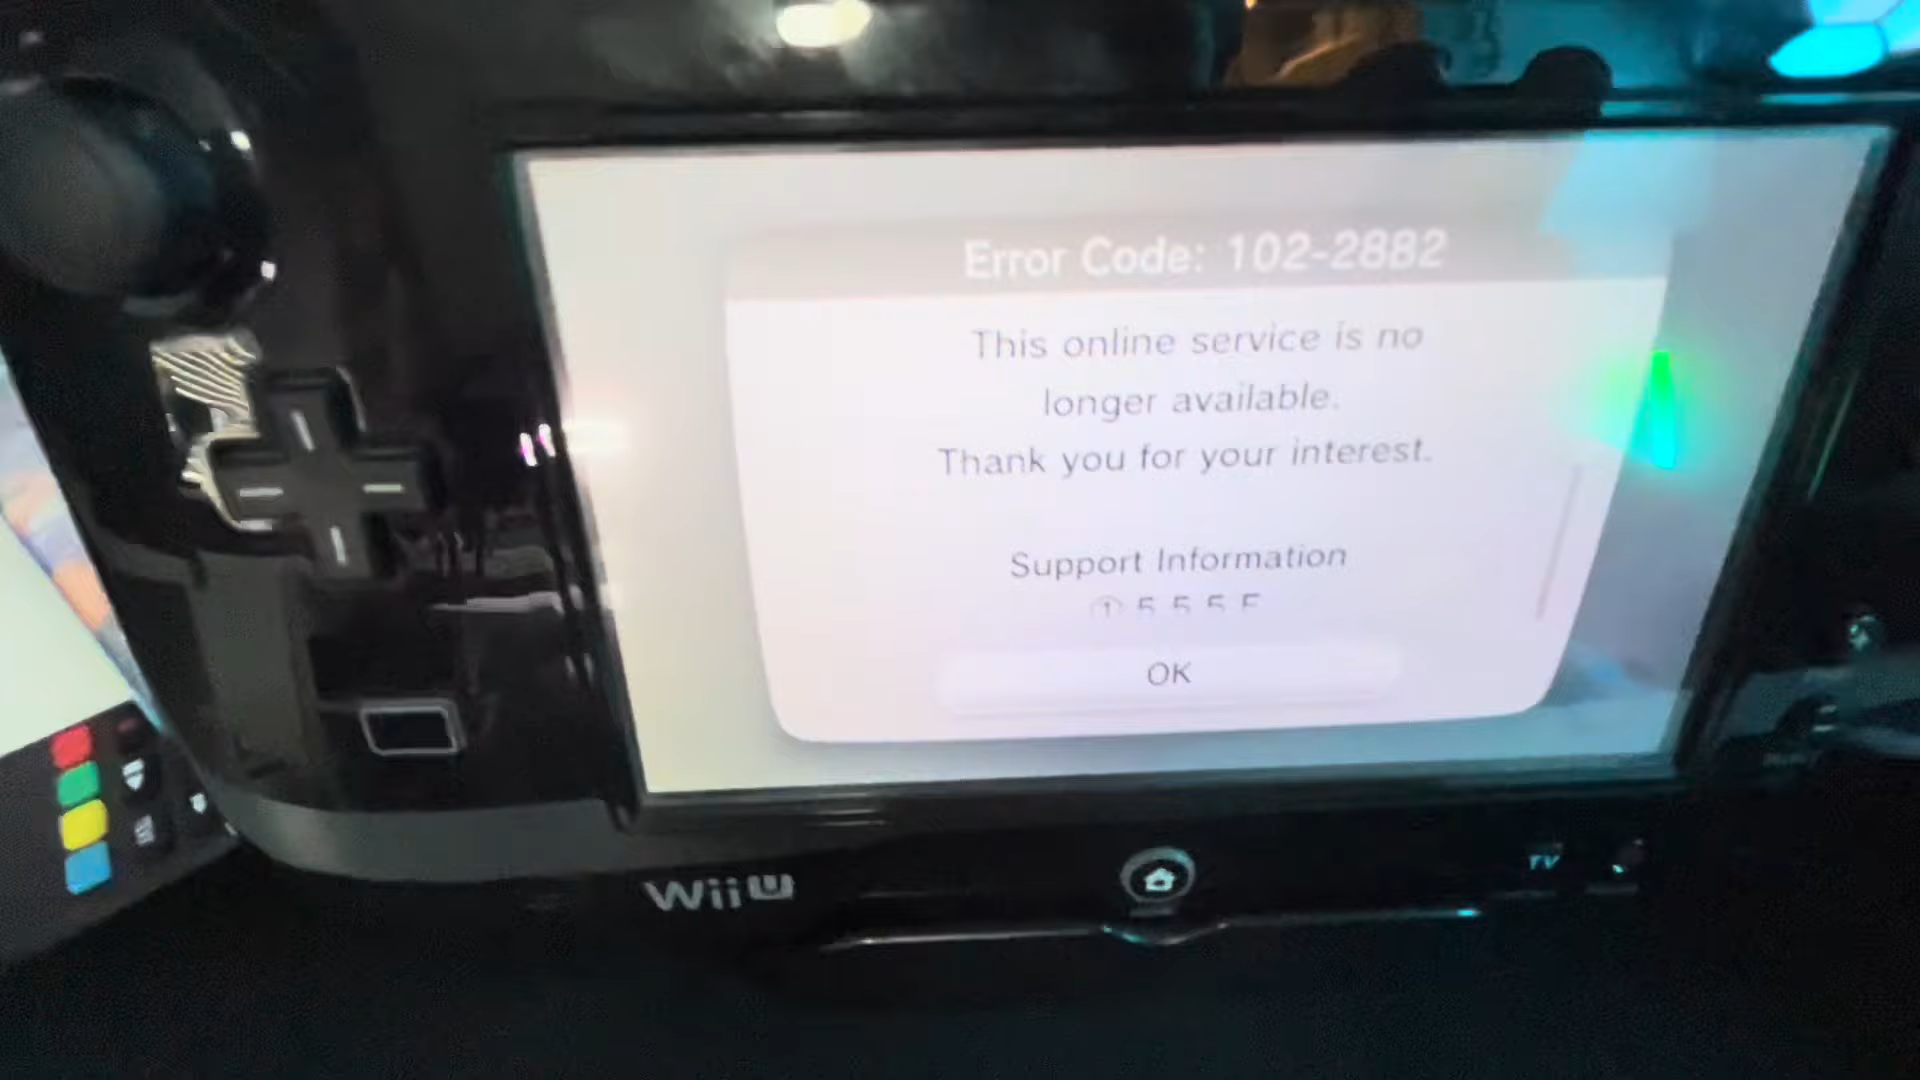 Error Code: 102-2882
This online service is no
longer available.
Thank you for your interest.
Support Information
OK
Wii U
TV